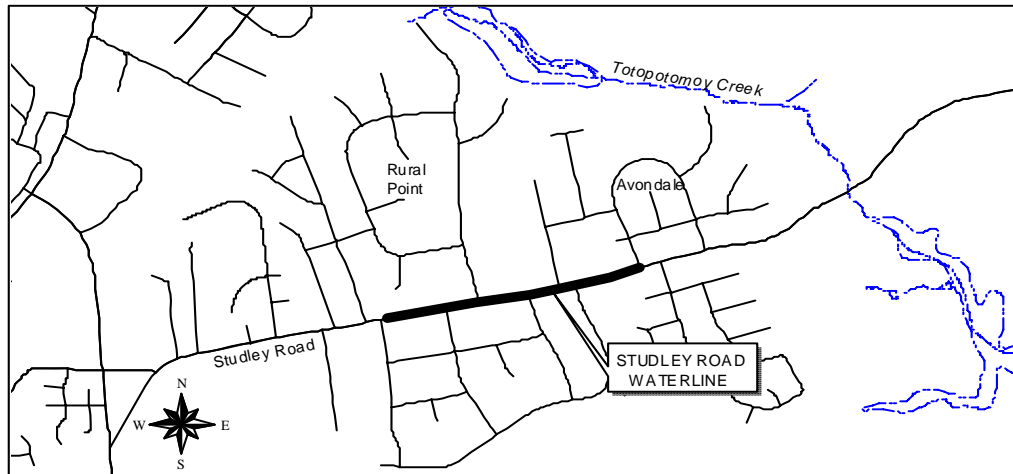 Totopotomoy Creek
Rural
Point
Avondale
Studley Road
STUDLEY ROAD
WATERLINE
N
W
E
S